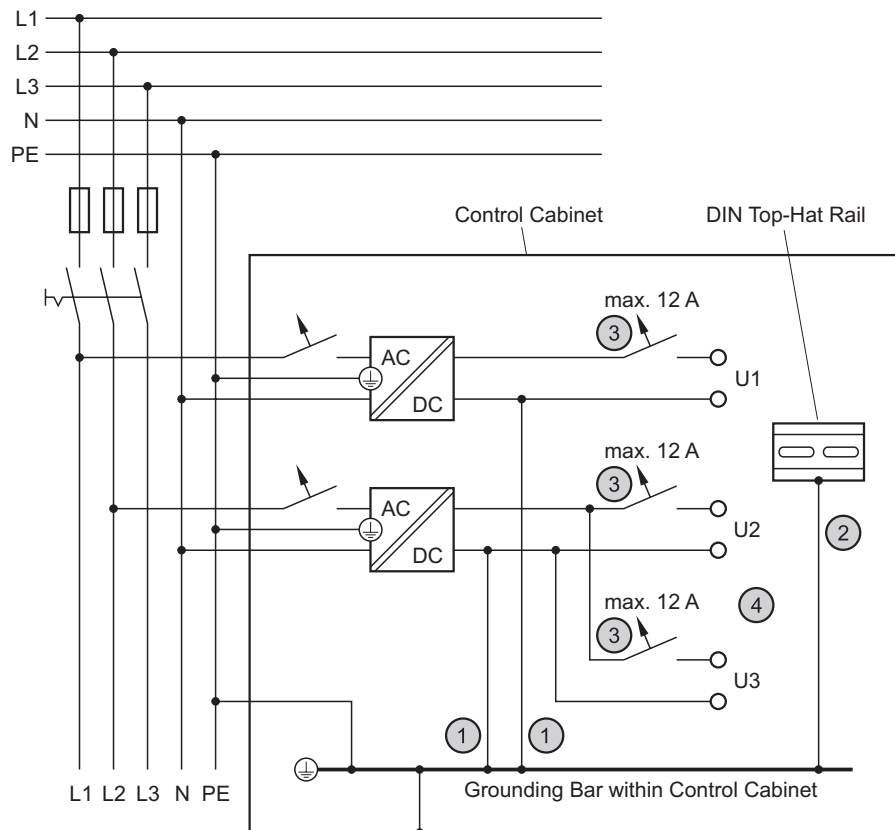 L1
L2
L3
N
PE
Control Cabinet
DIN Top-Hat Rail
max. 12 A
3
AC
DC
U1
max. 12 A
3
AC
DC
U2
2
max. 12 A
4
3
U3
1
1
L1 L2 L3 N PE
Grounding Bar within Control Cabinet